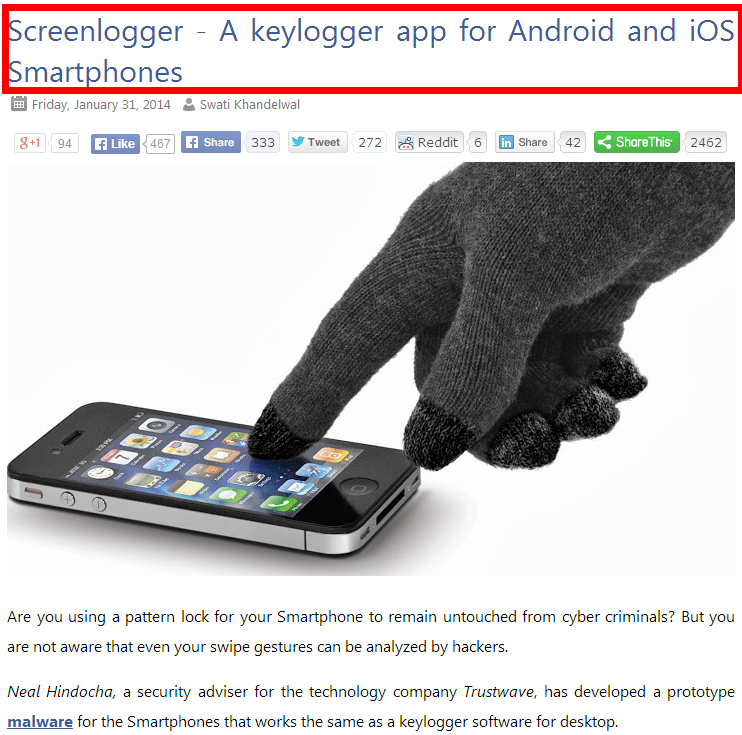 Screenlogger - A keylogger app for Android and iOS
Smartphones
Friday, January 31, 2014 Swati Khandelwal
g+1 94 Like 467 Share 333 Tweet 272 Reddit 6 in Share 42 ShareThis 2462
Are you using a pattern lock for your Smartphone to remain untouched from cyber criminals? But you
are not aware that even your swipe gestures can be analyzed by hackers.
Neal Hindocha, a security adviser for the technology company Trustwave, has developed a prototype
malware for the Smartphones that works the same as a keylogger software for desktop.